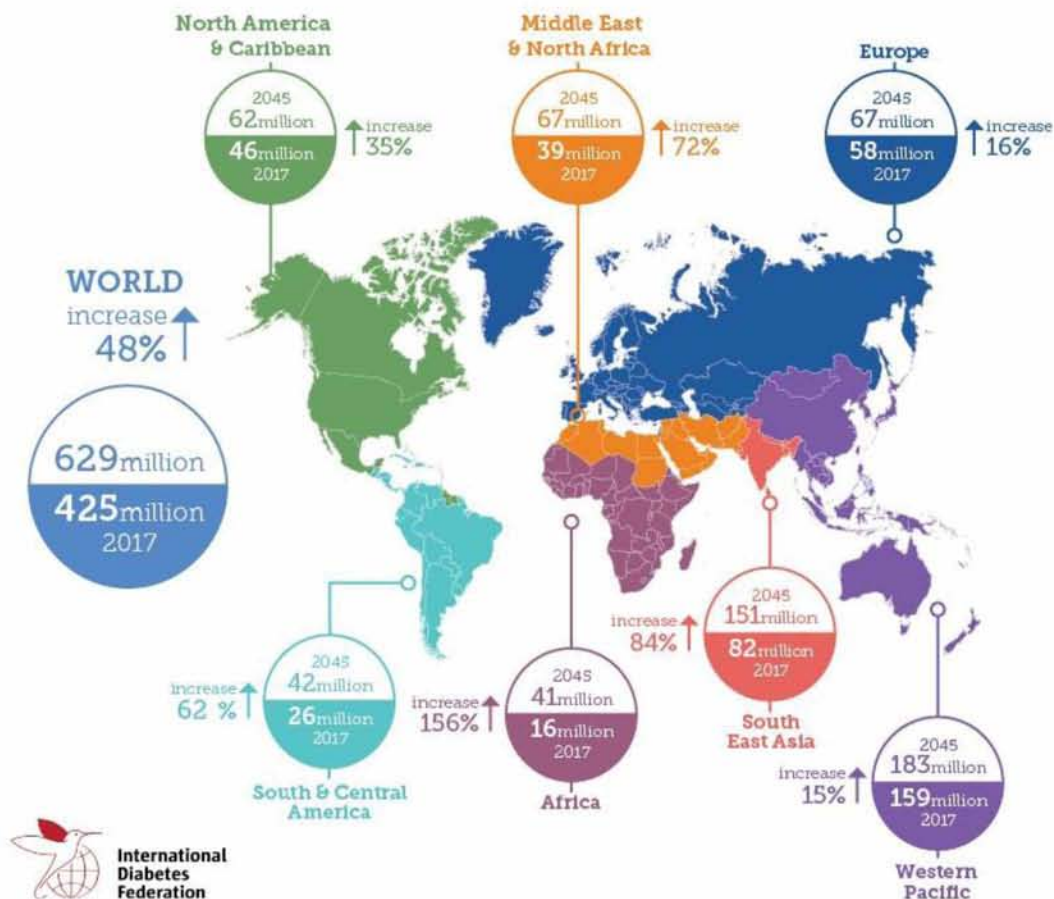 North America
& Caribbean
2045
62million
46million
2017
increase
35%
Middle East
& North Africa
2045
67million
39million
2017
increase
72%
Europe
2045
67million
58million
2017
increase
16%
WORLD
increase
48%
629million
425million
2017
2045
42million
26million
2017
increase
62 %
South & Central
America
2045
41million
16million
2017
increase
156%
Africa
2045
151million
82million
2017
increase
84%
South
East Asia
2045
183million
159million
2017
increase
15%
Western
Pacific
International
Diabetes
Federation